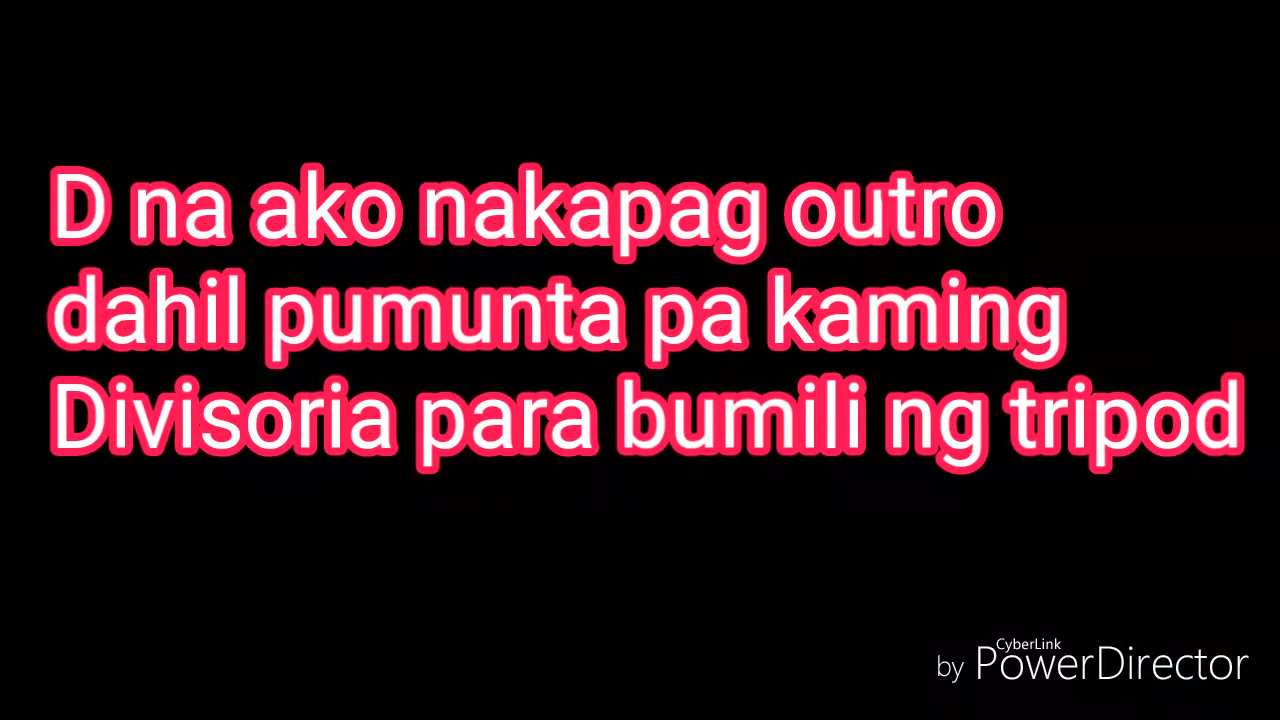 D na ako nakapag outro
dahil pumunta pa kaming
Divisoria para bumili ng tripod
CyberLink
by PowerDirector